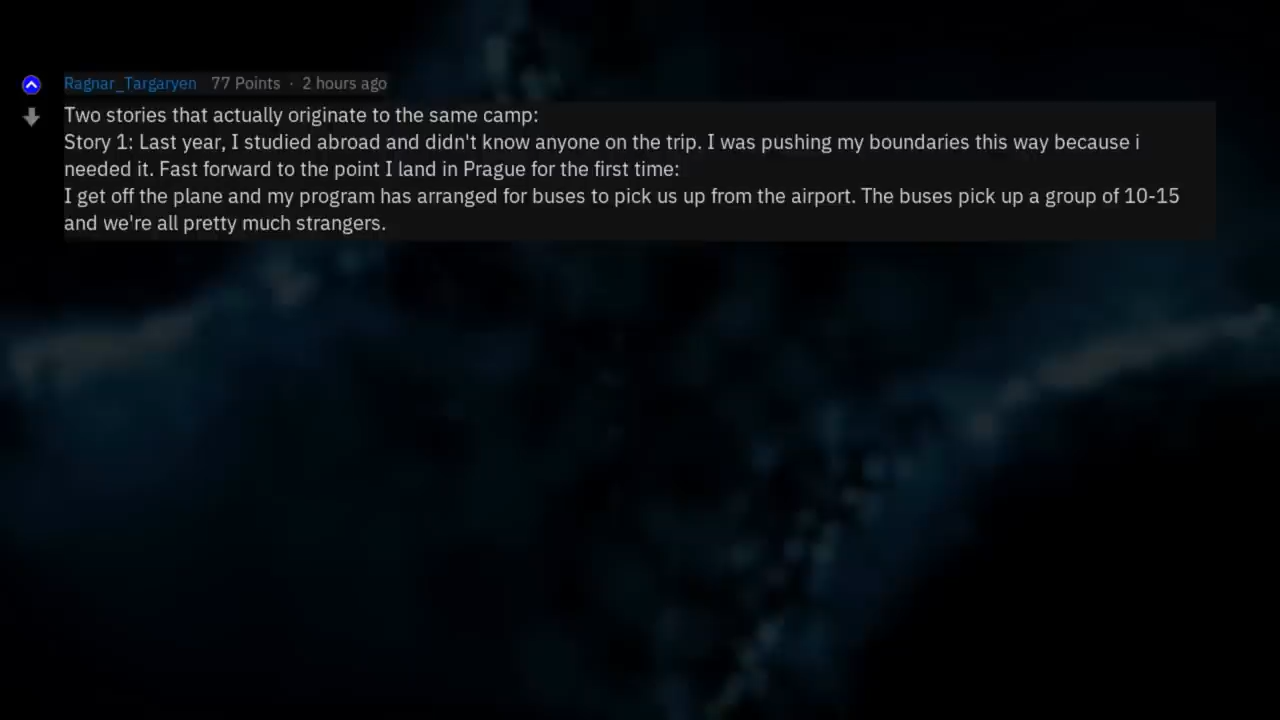 Ragnar_Targaryen 77 Points · 2 hours ago
Two stories that actually originate to the same camp:
Story 1: Last year, I studied abroad and didn't know anyone on the trip. I was pushing my boundaries this way because i
needed it. Fast forward to the point I land in Prague for the first time:
I get off the plane and my program has arranged for buses to pick us up from the airport. The buses pick up a group of 10-15
and we're all pretty much strangers.